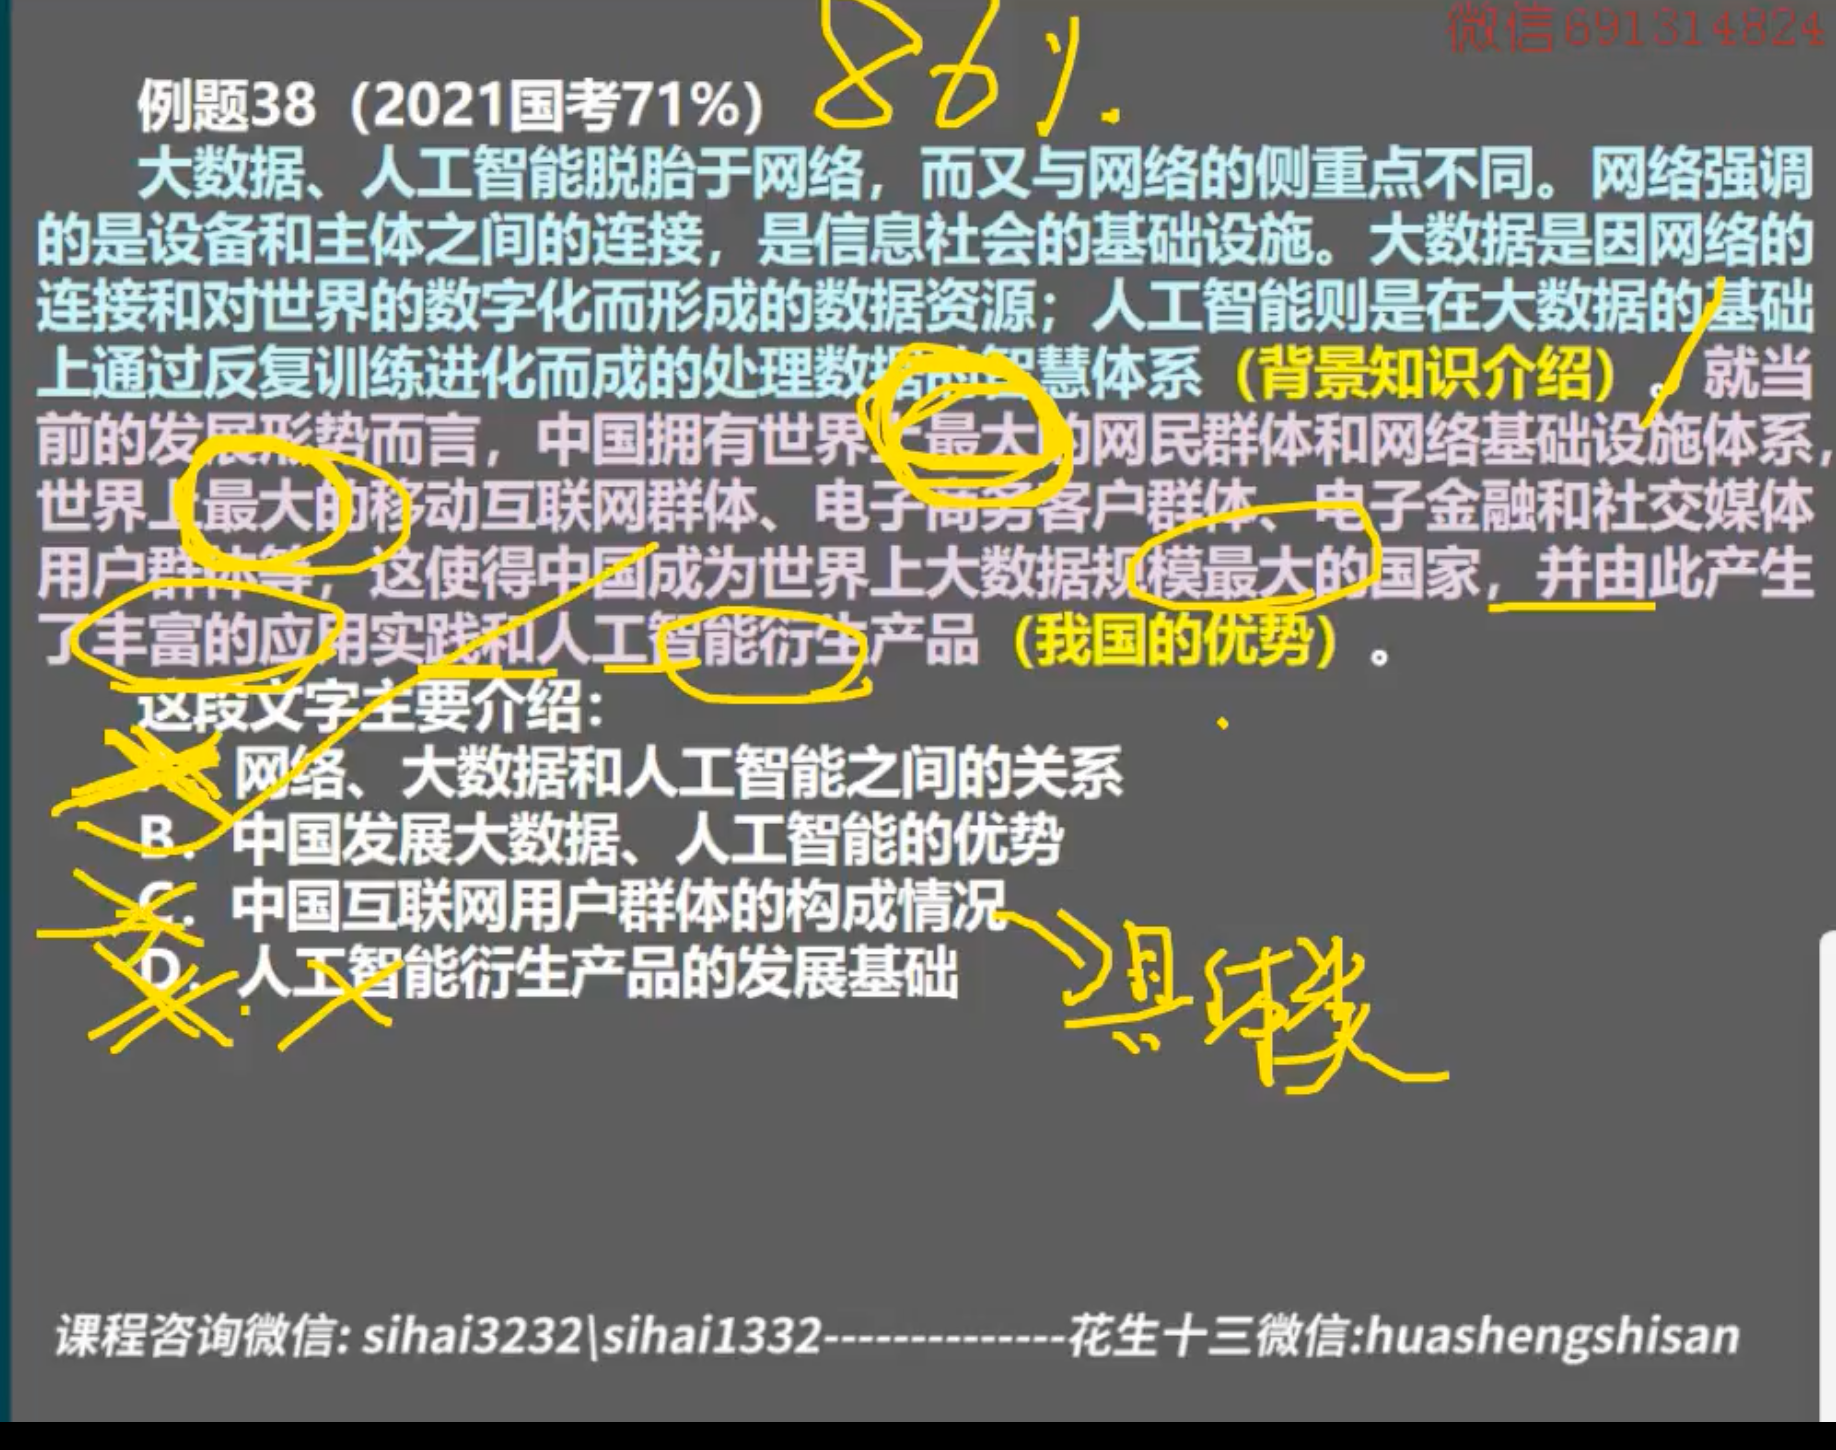 微信691314824
86%.
例题38（2021国考71%）
大数据、人工智能脱胎于网络，而又与网络的侧重点不同。网络强调
的是设备和主体之间的连接，是信息社会的基础设施。大数据是因网络的
连接和对世界的数字化而形成的数据资源；人工智能则是在大数据的基础
上通过反复训练进化而成的处理数据的智慧体系（背景知识介绍）。就当
前的发展形势而言，中国拥有世界上最大的网民群体和网络基础设施体系，
世界上最大的移动互联网群体、电子商务客户群体、电子金融和社交媒体
用户群体等，这使得中国成为世界上大数据规模最大的国家，并由此产生
了丰富的应用实践和人工智能衍生产品（我国的优势）。
这段文字主要介绍：
网络、大数据和人工智能之间的关系
B. 中国发展大数据、人工智能的优势
C. 中国互联网用户群体的构成情况
D. 人工智能衍生产品的发展基础
课程咨询微信: sihai3232\sihai1332--------------花生十三微信:huashengshisan